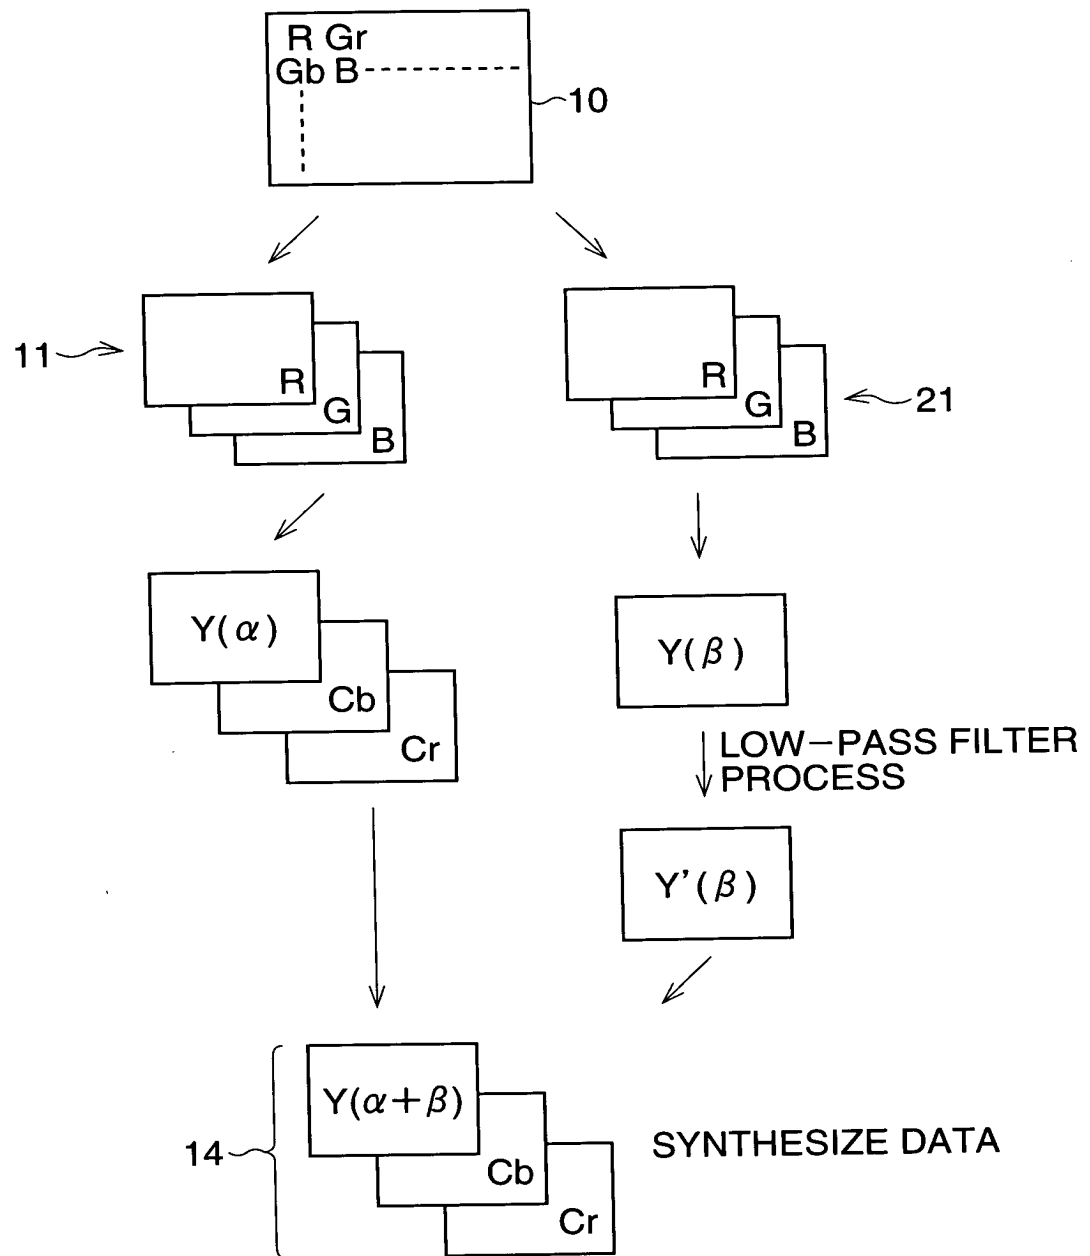 R Gr
Gb B
10
11
R
G
B
R
G
B
21
Y(α)
Cb
Cr
Y(β)
LOW-PASS FILTER
PROCESS
Y'(β)
14
Y(α+β)
Cb
Cr
SYNTHESIZE DATA